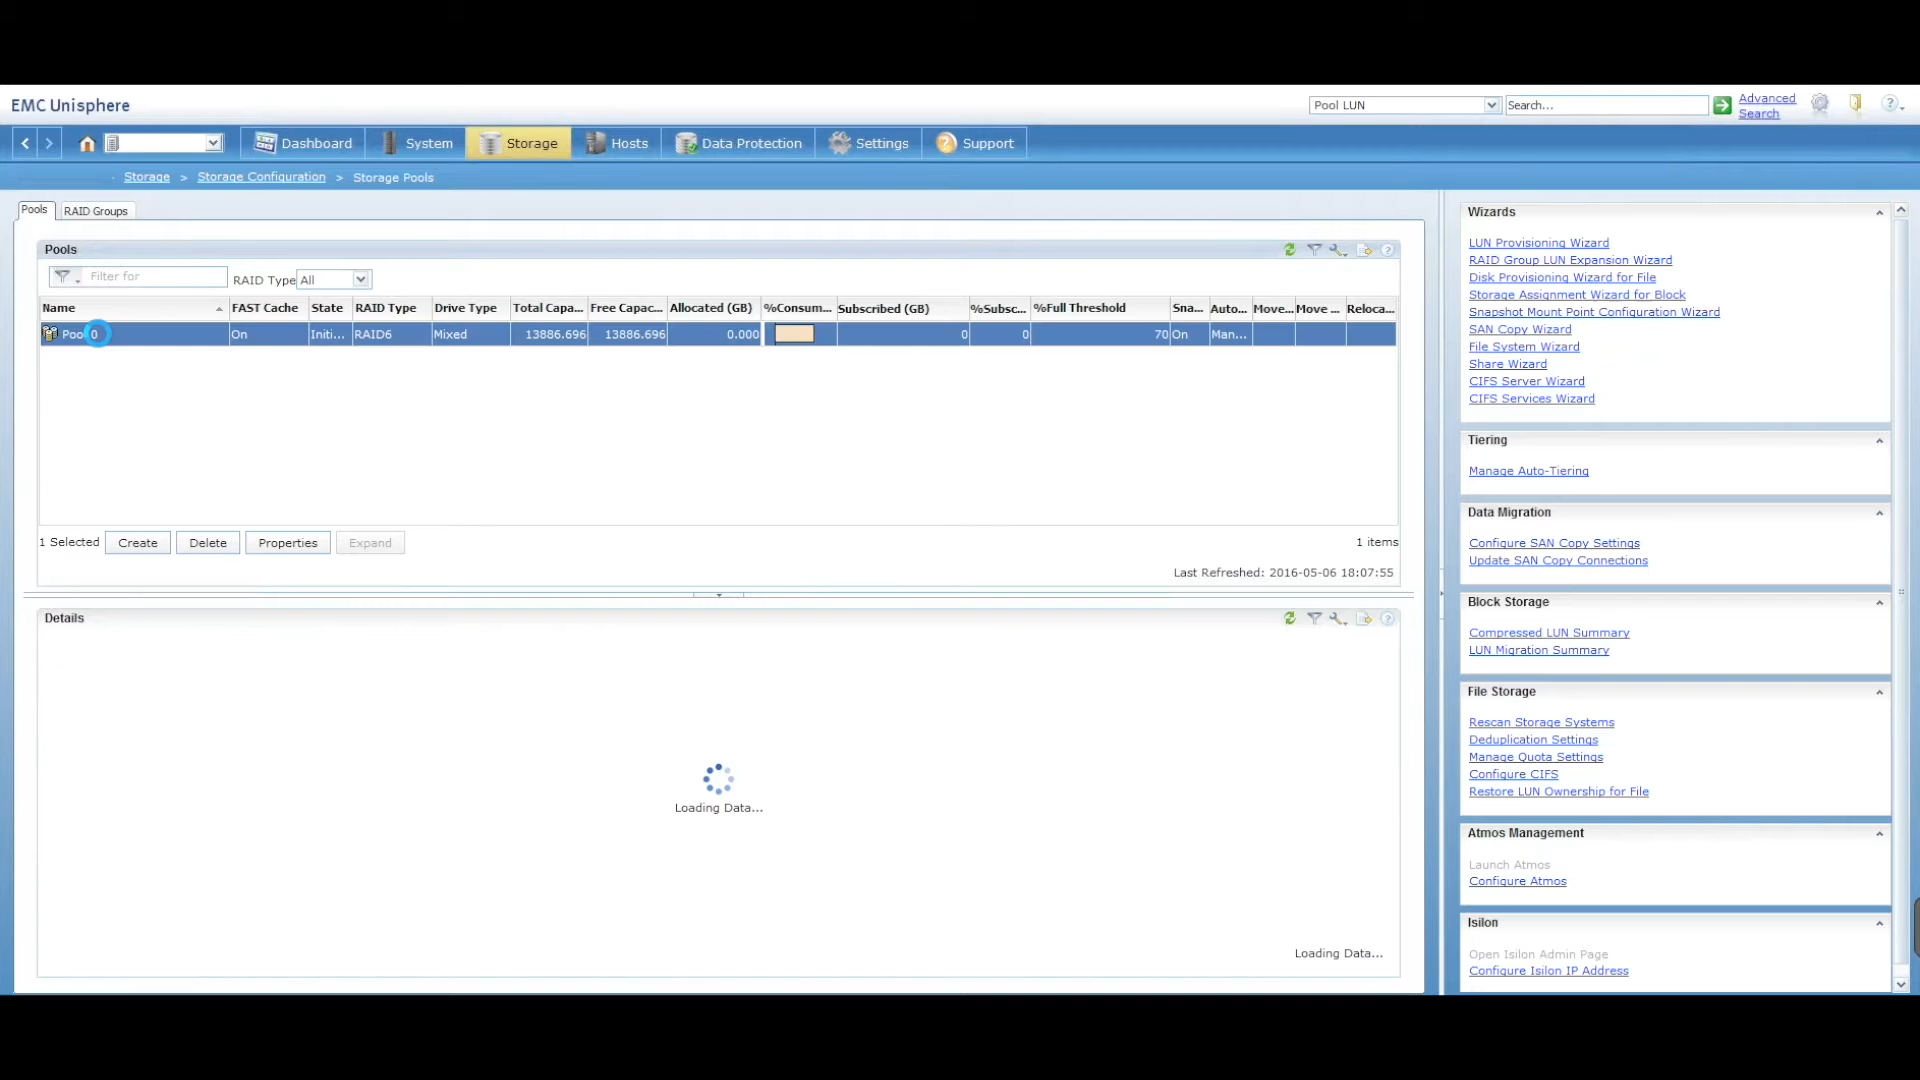 EMC Unisphere
Pool LUN Search... Advanced Search
Dashboard System Storage Hosts Data Protection Settings Support
Storage > Storage Configuration > Storage Pools
Pools RAID Groups
Pools
Filter for RAID Type All
Name FAST Cache State RAID Type Drive Type Total Capa... Free Capac... Allocated (GB) %Consum... Subscribed (GB) %Subsc... %Full Threshold Sna... Auto... Move... Move ... Reloca...
Pool 0 On Initi... RAID6 Mixed 13886.696 13886.696 0.000 0 0 70 On Man...
1 Selected Create Delete Properties Expand 1 items
Last Refreshed: 2016-05-06 18:07:55
Details
Loading Data...
Loading Data...
Wizards
LUN Provisioning Wizard
RAID Group LUN Expansion Wizard
Disk Provisioning Wizard for File
Storage Assignment Wizard for Block
Snapshot Mount Point Configuration Wizard
SAN Copy Wizard
File System Wizard
Share Wizard
CIFS Server Wizard
CIFS Services Wizard
Tiering
Manage Auto-Tiering
Data Migration
Configure SAN Copy Settings
Update SAN Copy Connections
Block Storage
Compressed LUN Summary
LUN Migration Summary
File Storage
Rescan Storage Systems
Deduplication Settings
Manage Quota Settings
Configure CIFS
Restore LUN Ownership for File
Atmos Management
Launch Atmos
Configure Atmos
Isilon
Open Isilon Admin Page
Configure Isilon IP Address